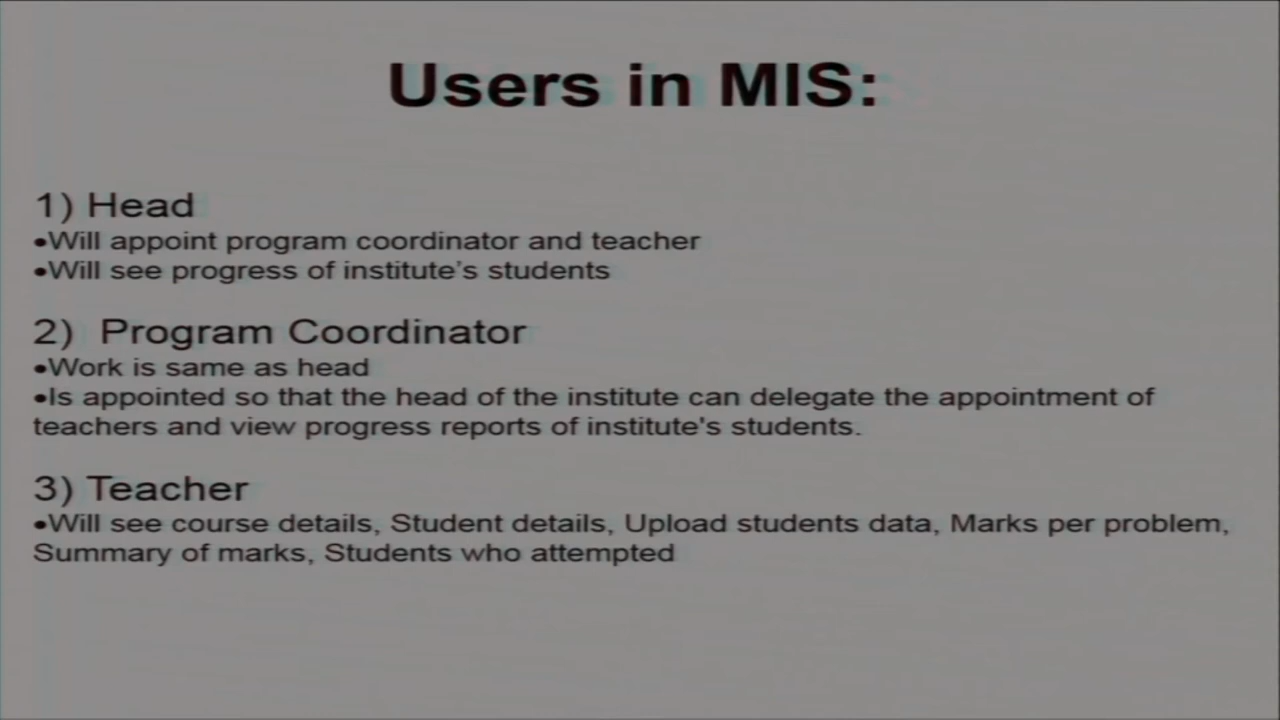 Users in MIS:
1) Head
•Will appoint program coordinator and teacher
•Will see progress of institute's students
2) Program Coordinator
•Work is same as head
•Is appointed so that the head of the institute can delegate the appointment of
teachers and view progress reports of institute's students.
3) Teacher
•Will see course details, Student details, Upload students data, Marks per problem,
Summary of marks, Students who attempted